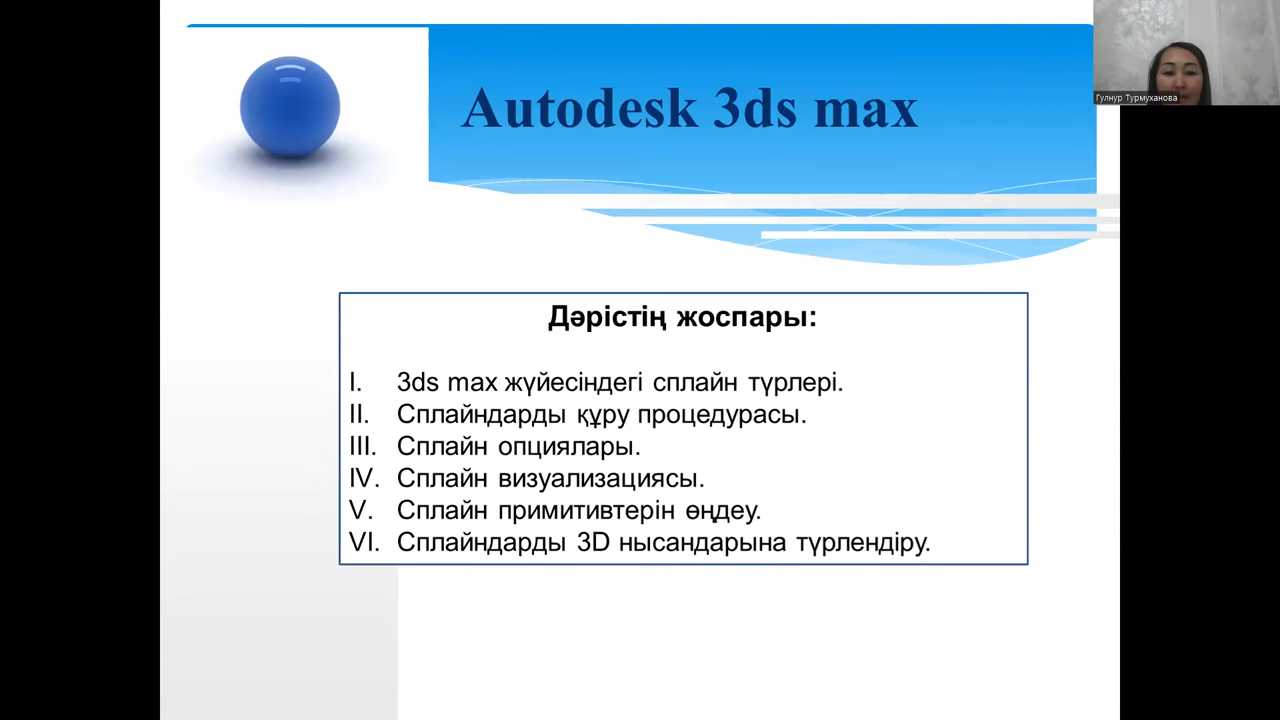 Autodesk 3ds max
Гулнур Турмуханова
Дәрістің жоспары:
I. 3ds max жүйесіндегі сплайн түрлері.
II. Сплайндарды құру процедурасы.
III. Сплайн опциялары.
IV. Сплайн визуализациясы.
V. Сплайн примитивтерін өңдеу.
VI. Сплайндарды 3D нысандарына түрлендіру.